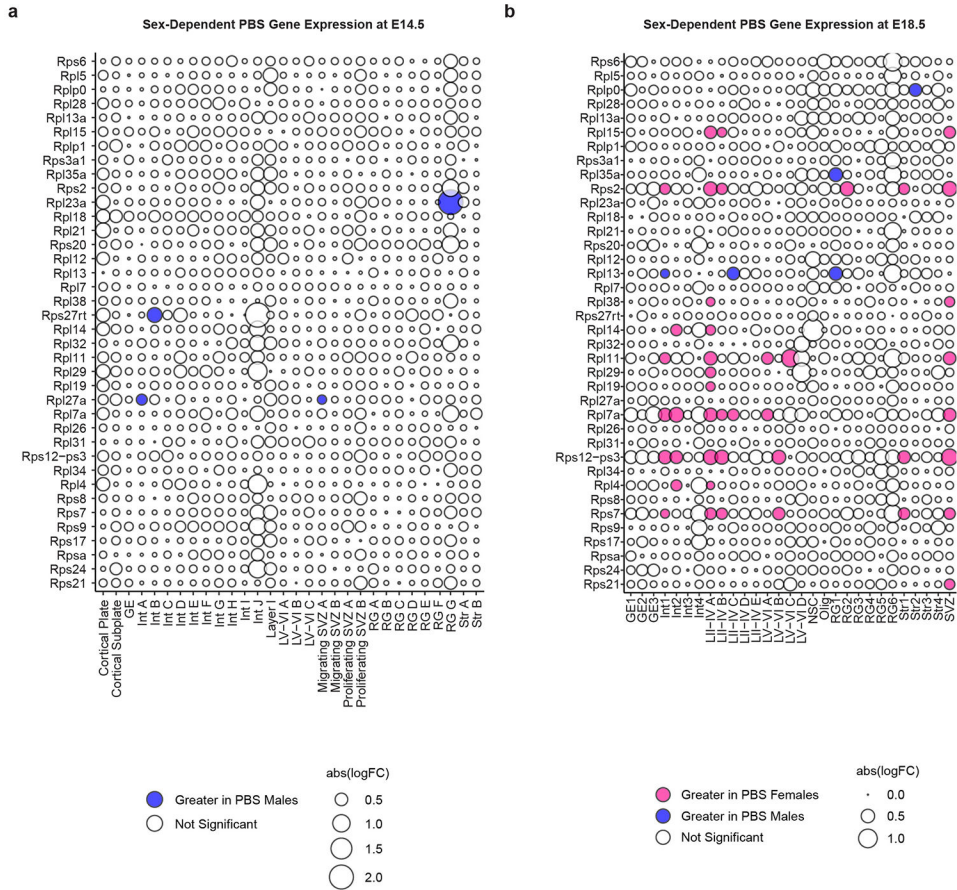 a
Sex-Dependent PBS Gene Expression at E14.5
Rps6
Rpl5
Rplp0
Rpl28
Rpl13a
Rpl15
Rplp1
Rps3a1
Rpl35a
Rps2
Rpl23a
Rpl18
Rpl21
Rps20
Rpl12
Rpl13
Rpl7
Rpl38
Rps27rt
Rpl14
Rpl32
Rpl11
Rpl29
Rpl19
Rpl27a
Rpl7a
Rpl26
Rpl31
Rps12-ps3
Rpl34
Rpl4
Rps8
Rps7
Rps9
Rps17
Rpsa
Rps24
Rps21
Cortical Plate
Cortical Subplate
GE
Int A
Int B
Int C
Int D
Int E
Int F
Int G
Int H
Int I
Int J
Layer I
LV-VI A
LV-VI B
LV-VI C
Migrating SVZ A
Migrating SVZ B
Proliferating SVZ A
Proliferating SVZ B
RG A
RG B
RG C
RG D
RG E
RG F
RG G
Str A
Str B
Greater in PBS Males
Not Significant
abs(logFC)
0.5
1.0
1.5
2.0
b
Sex-Dependent PBS Gene Expression at E18.5
Rps6
Rpl5
Rplp0
Rpl28
Rpl13a
Rpl15
Rplp1
Rps3a1
Rpl35a
Rps2
Rpl23a
Rpl18
Rpl21
Rps20
Rpl12
Rpl13
Rpl7
Rpl38
Rps27rt
Rpl14
Rpl32
Rpl11
Rpl29
Rpl19
Rpl27a
Rpl7a
Rpl26
Rpl31
Rps12-ps3
Rpl34
Rpl4
Rps8
Rps7
Rps9
Rps17
Rpsa
Rps24
Rps21
GE1
GE2
GE3
Int1
Int2
Int3
Int4
LII-IV A
LII-IV B
LII-IV C
LII-IV D
LII-IV E
LV-VI A
LV-VI B
LV-VI C
LV-VI D
NSC
Olig
RG1
RG2
RG3
RG4
RG5
RG6
Str1
Str2
Str3
Str4
SVZ
Greater in PBS Females
Greater in PBS Males
Not Significant
abs(logFC)
0.0
0.5
1.0